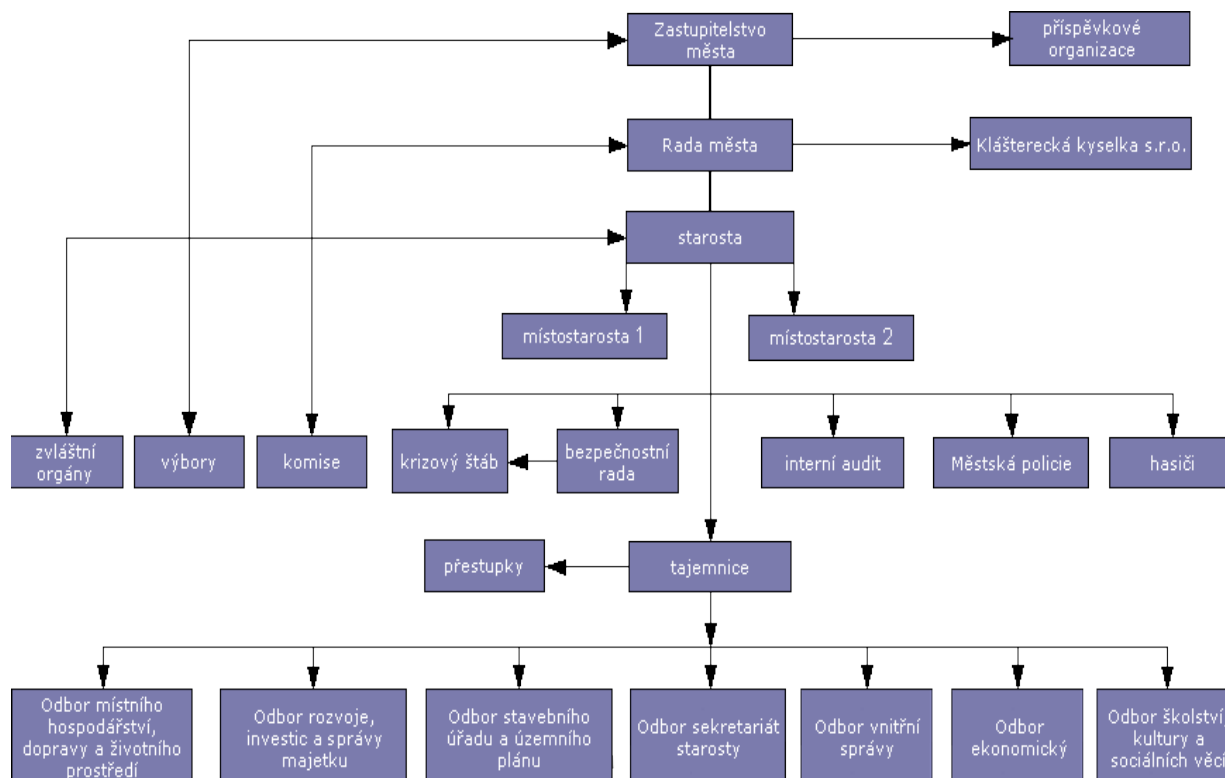 Zastupitelstvo
města
příspěvkové
organizace
Rada města
Klášterecká kyselka s.r.o.
starosta
místostarosta 1
místostarosta 2
zvláštní
orgány
výbory
komise
krizový štáb
bezpečnostní
rada
interní audit
Městská policie
hasiči
přestupky
tajemnice
Odbor místního
hospodářství,
dopravy a životního
prostředí
Odbor rozvoje,
investic a správy
majetku
Odbor stavebního
úřadu a územního
plánu
Odbor sekretariát
starosty
Odbor vnitřní
správy
Odbor
ekonomický
Odbor školství,
kultury a
sociálních věcí